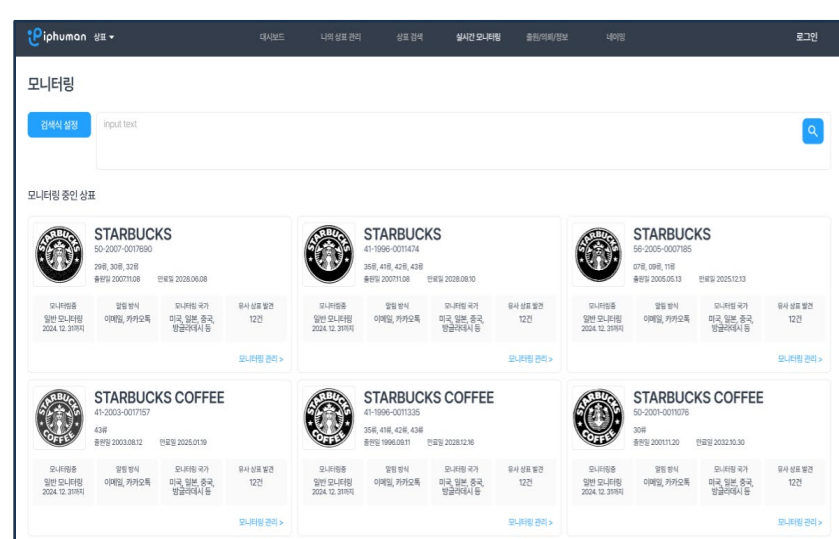 iphuman 상표 대시보드 나의 상표 관리 상표 검색 실시간 모니터링 출원/의뢰/정보 네이밍 로그인
모니터링
검색식 설정 input text
모니터링 중인 상표
STARBUCKS
50-2007-0017690
29류, 30류, 32류
출원일 2007.11.08 만료일 2028.06.08
모니터링중 알림 방식 모니터링 국가 유사 상표 발견
일반 모니터링 이메일, 카카오톡 미국, 일본, 중국, 12건
2024. 12. 31까지 방글라데시 등
모니터링 관리 >
STARBUCKS
41-1996-0011474
35류, 41류, 42류, 43류
출원일 2007.11.08 만료일 2028.09.10
모니터링중 알림 방식 모니터링 국가 유사 상표 발견
일반 모니터링 이메일, 카카오톡 미국, 일본, 중국, 12건
2024. 12. 31까지 방글라데시 등
모니터링 관리 >
STARBUCKS
56-2005-0007185
07류, 09류, 11류
출원일 2005.05.13 만료일 2025.12.13
모니터링중 알림 방식 모니터링 국가 유사 상표 발견
일반 모니터링 이메일, 카카오톡 미국, 일본, 중국, 12건
2024. 12. 31까지 방글라데시 등
모니터링 관리 >
STARBUCKS COFFEE
STARBUCKS COFFEE
41-2003-0017157
43류
출원일 2003.08.12 만료일 2025.01.19
모니터링중 알림 방식 모니터링 국가 유사 상표 발견
일반 모니터링 이메일, 카카오톡 미국, 일본, 중국, 12건
2024. 12. 31까지 방글라데시 등
모니터링 관리 >
STARBUCKS COFFEE
STARBUCKS COFFEE
41-1996-0011335
35류, 41류, 42류, 43류
출원일 1996.09.11 만료일 2028.12.16
모니터링중 알림 방식 모니터링 국가 유사 상표 발견
일반 모니터링 이메일, 카카오톡 미국, 일본, 중국, 12건
2024. 12. 31까지 방글라데시 등
모니터링 관리 >
STARBUCKS COFFEE
STARBUCKS COFFEE
50-2001-0011076
30류
출원일 2001.11.20 만료일 2032.10.30
모니터링중 알림 방식 모니터링 국가 유사 상표 발견
일반 모니터링 이메일, 카카오톡 미국, 일본, 중국, 12건
2024. 12. 31까지 방글라데시 등
모니터링 관리 >